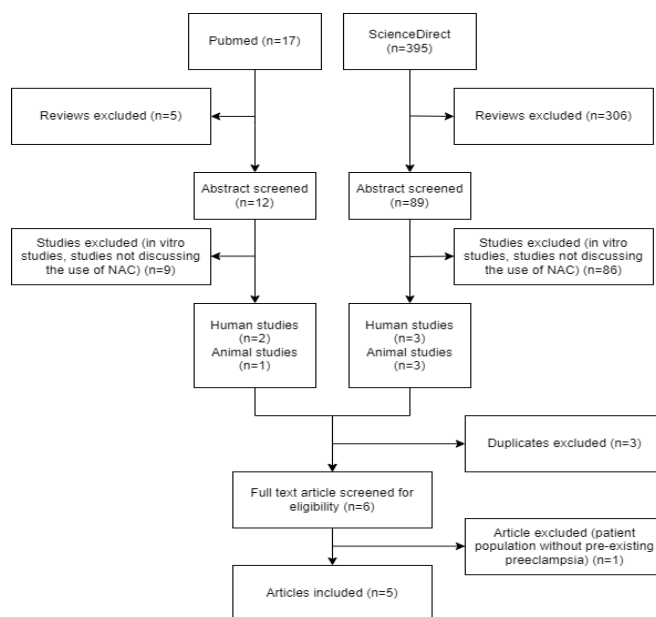 Pubmed (n=17)
ScienceDirect
(n=395)
Reviews excluded (n=5)
Reviews excluded (n=306)
Abstract screened
(n=12)
Abstract screened
(n=89)
Studies excluded (in vitro
studies, studies not discussing
the use of NAC) (n=9)
Studies excluded (in vitro
studies, studies not discussing
the use of NAC) (n=86)
Human studies
(n=2)
Animal studies
(n=1)
Human studies
(n=3)
Animal studies
(n=3)
Duplicates excluded (n=3)
Full text article screened for
eligibility (n=6)
Article excluded (patient
population without pre-existing
preeclampsia) (n=1)
Articles included (n=5)